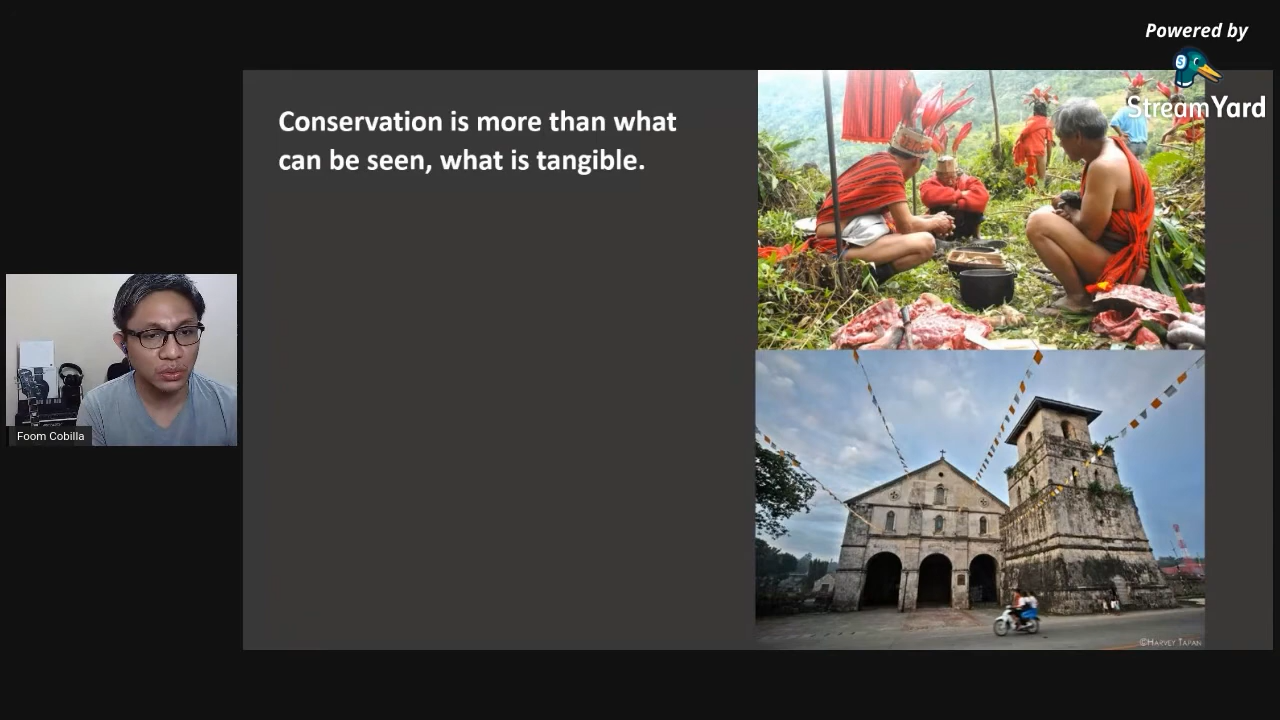 Powered by
StreamYard
Conservation is more than what
can be seen, what is tangible.
Foom Cobilla
©HARVEY TAPAN